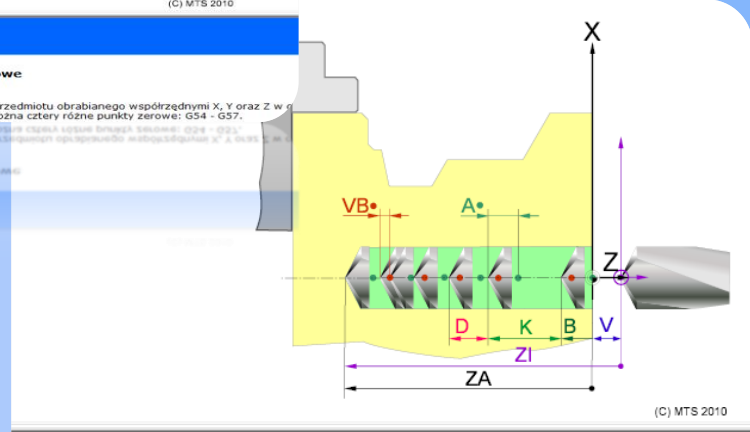 (C) MTS 2010
owe
rzedmiotu obrabianego współrzędnymi X, Y oraz Z w o
ożna cztery różne punkty zerowe: G54 - G57.
X
VB
A
Z
D
K
B
V
ZI
ZA
(C) MTS 2010